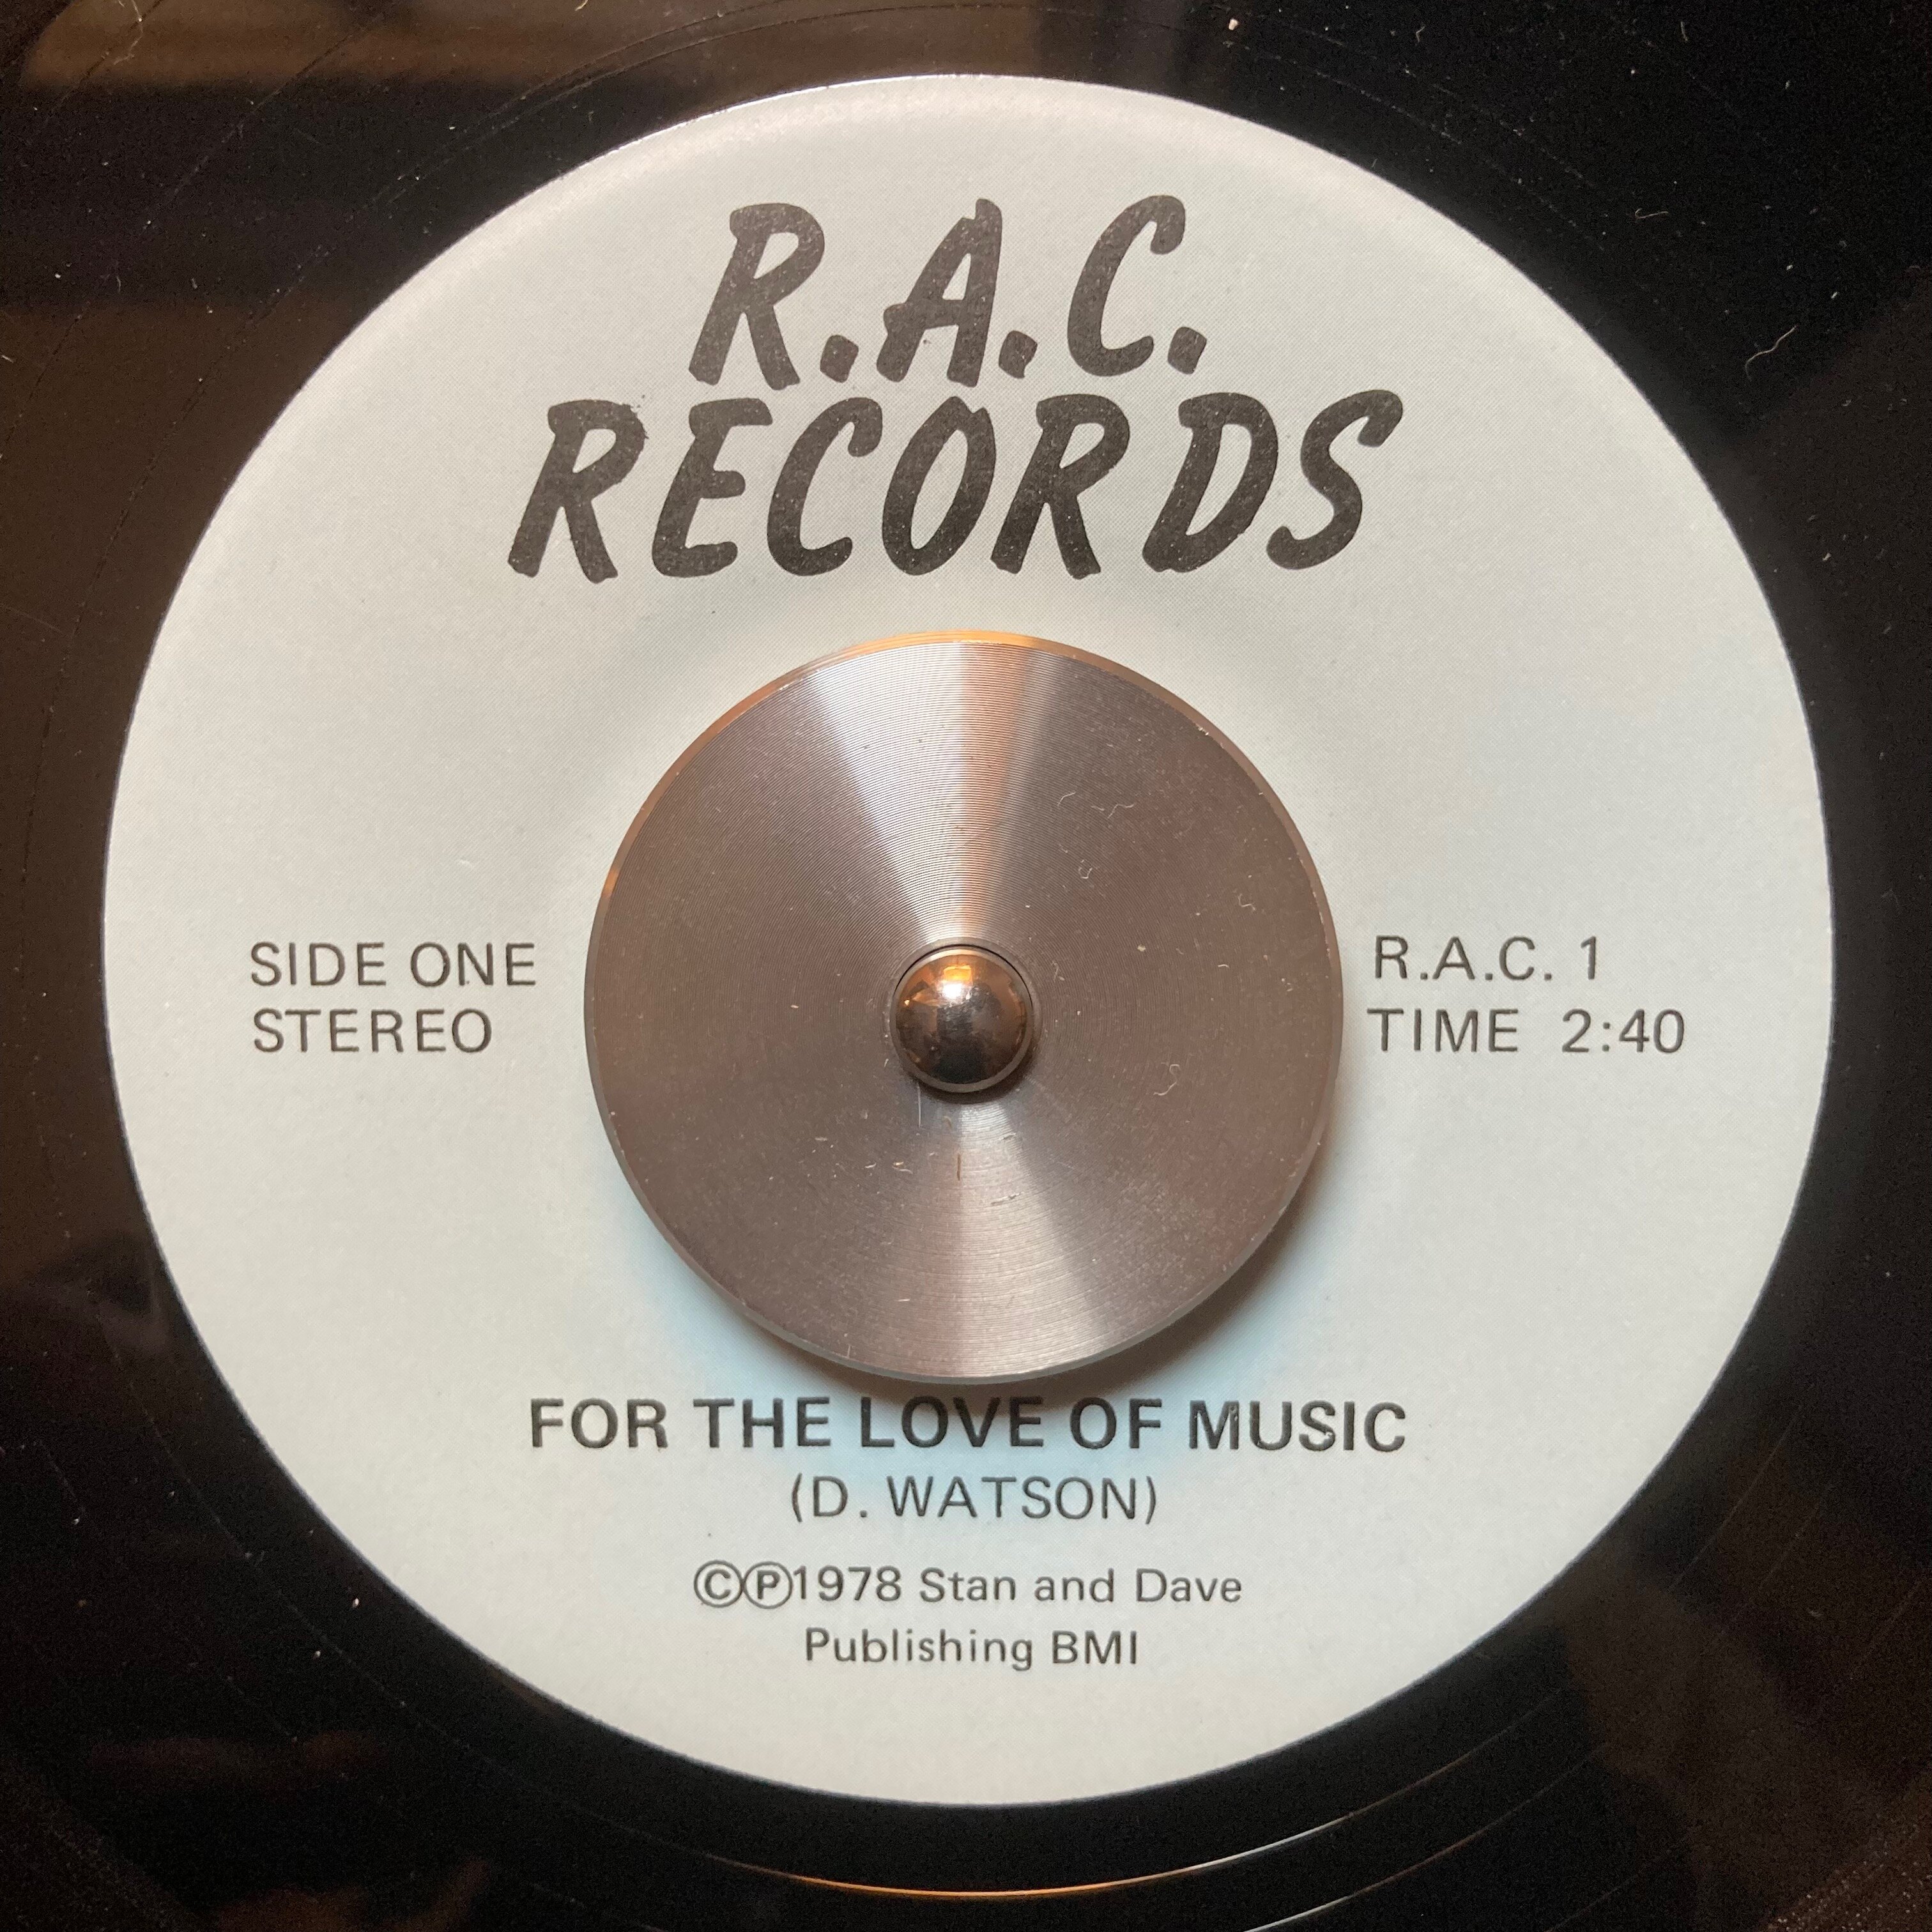 R.A.C.
RECORDS
SIDE ONE
STEREO
R.A.C. 1
TIME 2:40
FOR THE LOVE OF MUSIC
(D. WATSON)
©℗1978 Stan and Dave
Publishing BMI